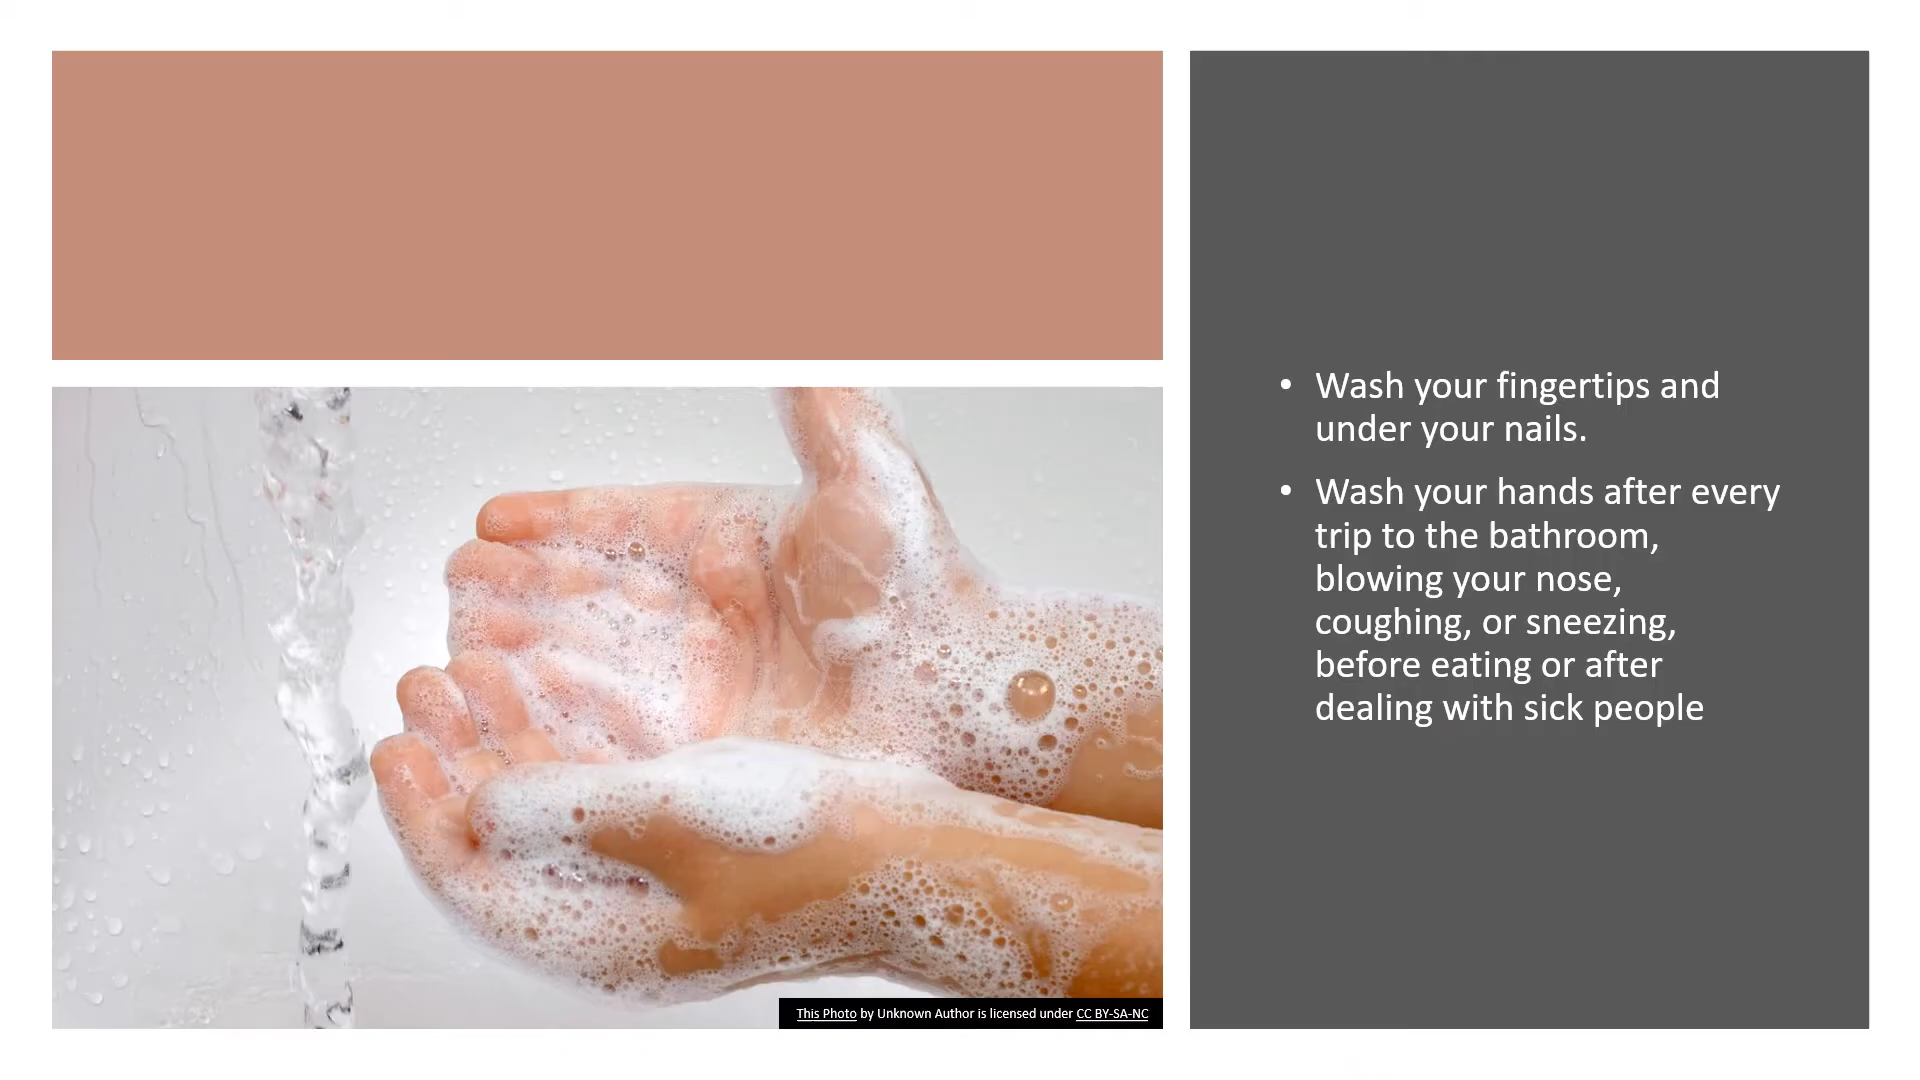 • Wash your fingertips and
under your nails.
• Wash your hands after every
trip to the bathroom,
blowing your nose,
coughing, or sneezing,
before eating or after
dealing with sick people
This Photo by Unknown Author is licensed under CC BY-SA-NC